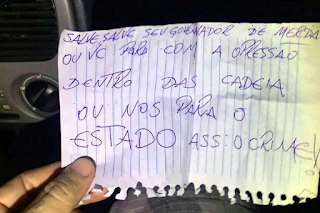 SALVE SALVE SEU GOVERNADOR DE MERDA
OU VC PARA COM A OPRESSÃO
DENTRO DAS CADEIA
OU NOS PARA O
ESTADO ASS: O CRIME!